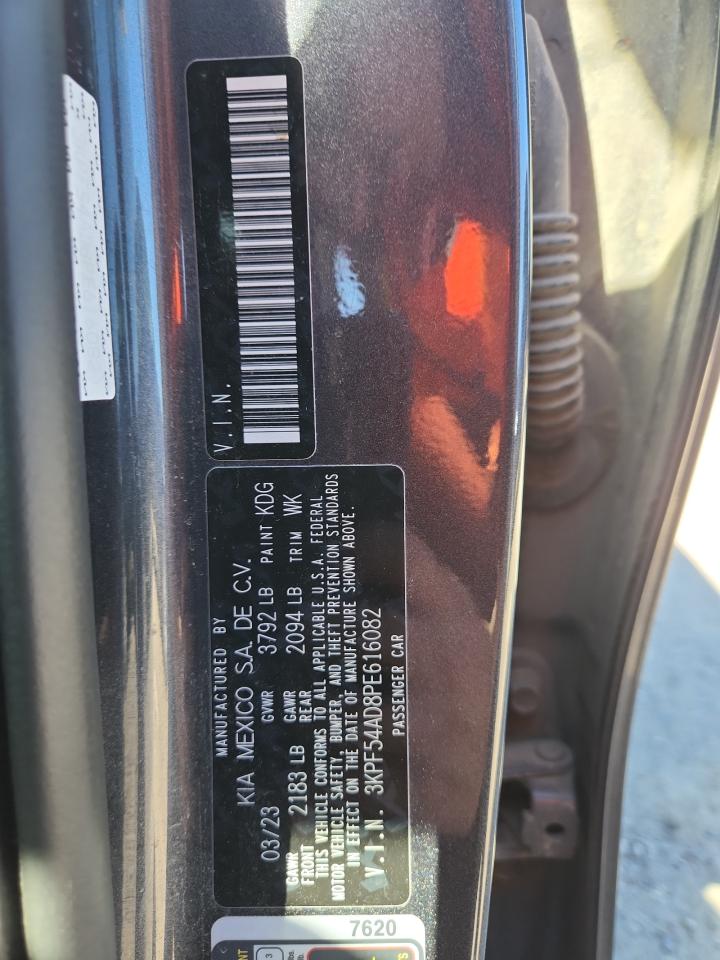 V.I.N.
MANUFACTURED BY
KIA MEXICO S.A. DE C.V.
03/23 GVWR 3792 LB PAINT KDG
GAWR FRONT 2183 LB GAWR REAR 2094 LB TRIM WK
THIS VEHICLE CONFORMS TO ALL APPLICABLE U.S.A. FEDERAL
MOTOR VEHICLE SAFETY, BUMPER, AND THEFT PREVENTION STANDARDS
IN EFFECT ON THE DATE OF MANUFACTURE SHOWN ABOVE.
V.I.N. 3KPF54AD8PE616082
PASSENGER CAR
7620
3